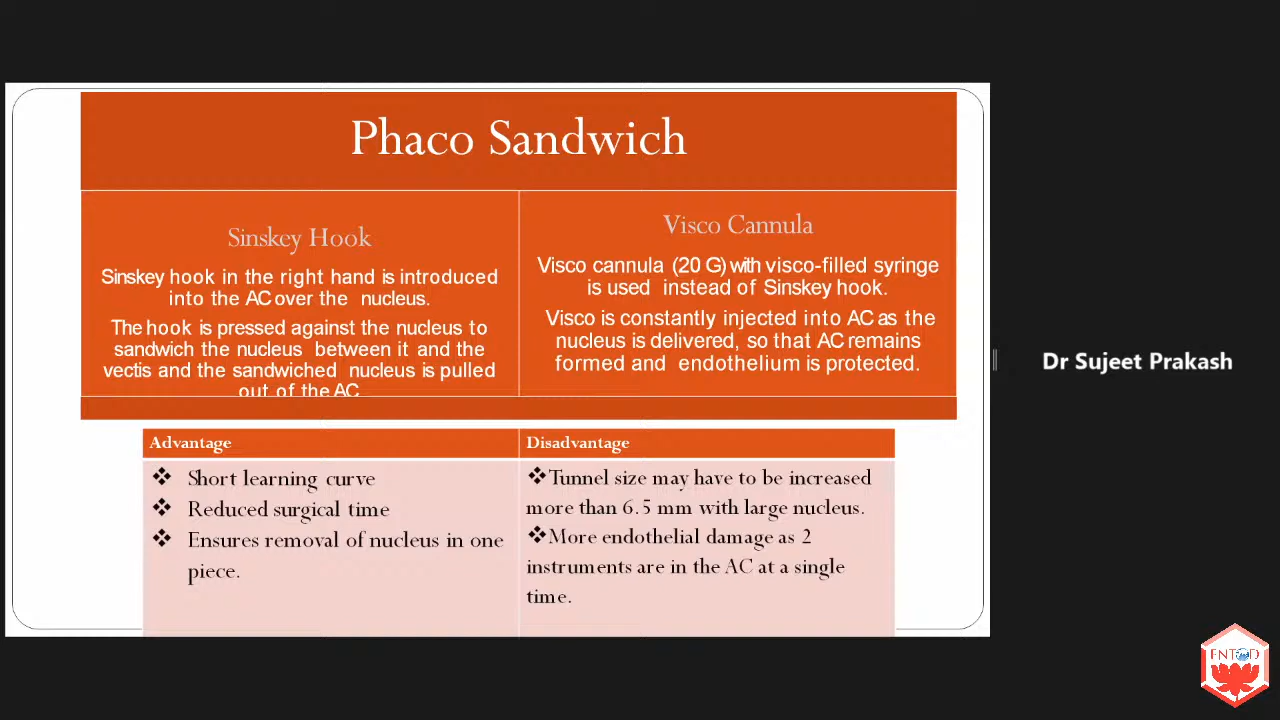 Phaco Sandwich
Sinskey Hook
Sinskey hook in the right hand is introduced
into the AC over the nucleus.
The hook is pressed against the nucleus to
sandwich the nucleus between it and the
vectis and the sandwiched nucleus is pulled
out of the AC
Visco Cannula
Visco cannula (20 G) with visco-filled syringe
is used instead of Sinskey hook.
Visco is constantly injected into AC as the
nucleus is delivered, so that AC remains
formed and endothelium is protected.
Advantage
❖ Short learning curve
❖ Reduced surgical time
❖ Ensures removal of nucleus in one
piece.
Disadvantage
❖Tunnel size may have to be increased
more than 6.5 mm with large nucleus.
❖More endothelial damage as 2
instruments are in the AC at a single
time.
Dr Sujeet Prakash
ENTOD